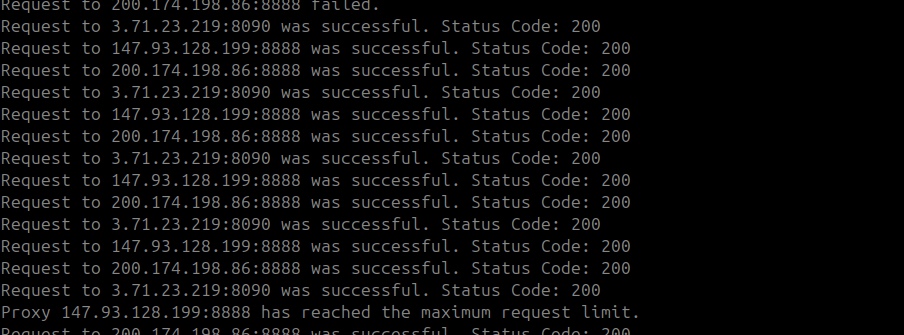 Request to 200.174.198.86:8888 failed.
Request to 3.71.23.219:8090 was successful. Status Code: 200
Request to 147.93.128.199:8888 was successful. Status Code: 200
Request to 200.174.198.86:8888 was successful. Status Code: 200
Request to 3.71.23.219:8090 was successful. Status Code: 200
Request to 147.93.128.199:8888 was successful. Status Code: 200
Request to 200.174.198.86:8888 was successful. Status Code: 200
Request to 3.71.23.219:8090 was successful. Status Code: 200
Request to 147.93.128.199:8888 was successful. Status Code: 200
Request to 200.174.198.86:8888 was successful. Status Code: 200
Request to 3.71.23.219:8090 was successful. Status Code: 200
Request to 147.93.128.199:8888 was successful. Status Code: 200
Request to 200.174.198.86:8888 was successful. Status Code: 200
Request to 3.71.23.219:8090 was successful. Status Code: 200
Proxy 147.93.128.199:8888 has reached the maximum request limit.
Request to 200.174.198.86:8888 was successful. Status Code: 200